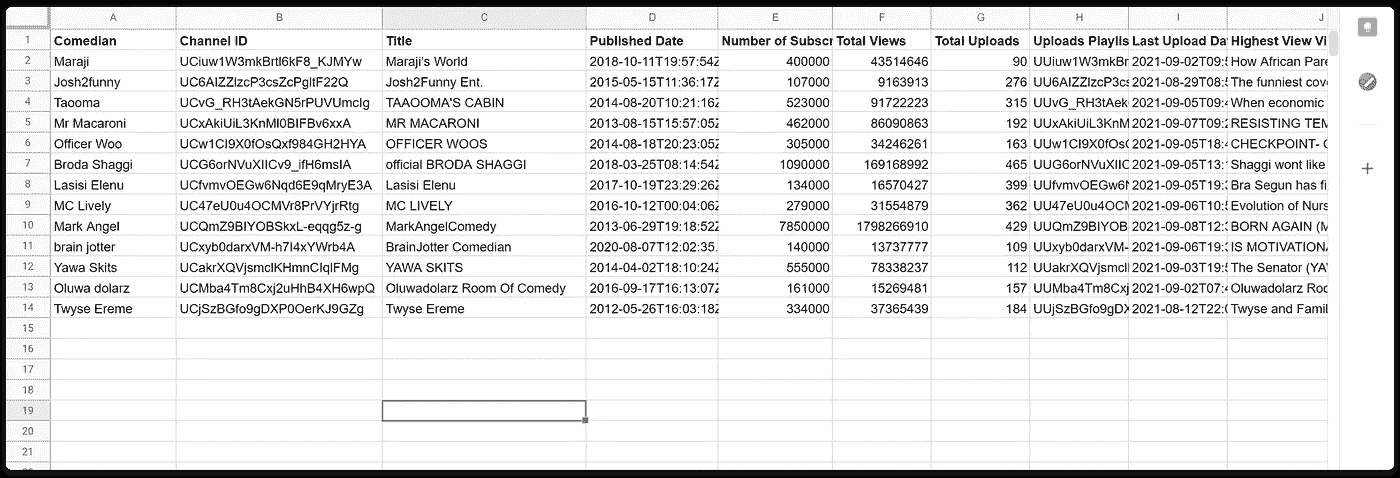 A B C D E F G H I J
1 Comedian Channel ID Title Published Date Number of Subscr Total Views Total Uploads Uploads Playlis Last Upload Dat Highest View Vi
2 Maraji UCiuw1W3mkBrtI6kF8_KJMYw Maraji's World 2018-10-11T19:57:54Z 400000 43514646 90 UUiuw1W3mkBr 2021-09-02T09:5 How African Pare
3 Josh2funny UC6AIZZlzcP3csZcPgltF22Q Josh2Funny Ent. 2015-05-15T11:36:17Z 107000 9163913 276 UU6AIZZlzcP3c 2021-08-29T08: The funniest cov
4 Taooma UCvG_RH3tAekGN5rPUVUmcIg TAAOOMA'S CABIN 2014-08-20T10:21:16Z 523000 91722223 315 UUvG_RH3tAek 2021-09-05T09: When economic
5 Mr Macaroni UCxAkiUiL3KnMI0BIFBv6xxA MR MACARONI 2013-08-15T15:57:05Z 462000 86090863 192 UUxAkiUiL3KnM 2021-09-07T09: RESISTING TEM
6 Officer Woo UCw1CI9X0fOsQxf984GH2HYA OFFICER WOOS 2014-08-18T20:23:05Z 305000 34246261 163 UUw1CI9X0fOs 2021-09-05T18: CHECKPOINT-
7 Broda Shaggi UCG6orNVuXIICv9_ifH6msIA official BRODA SHAGGI 2018-03-25T08:14:54Z 1090000 169168992 465 UUG6orNVuXIIC 2021-09-05T13: Shaggi wont like
8 Lasisi Elenu UCfvmvOEGw6Nqd6E9qMryE3A Lasisi Elenu 2017-10-19T23:29:26Z 134000 16570427 399 UUfvmvOEGw6N 2021-09-05T19: Bra Segun has fi
9 MC Lively UC47eU0u4OCMVr8PrVYjrRtg MC LIVELY 2016-10-12T00:04:06Z 279000 31554879 362 UU47eU0u4OCM 2021-09-06T10: Evolution of Nurs
10 Mark Angel UCQmZ9BIYOBSkxL-eqqg5z-g MarkAngelComedy 2013-06-29T19:18:52Z 7850000 1798266910 429 UUQmZ9BIYOB 2021-09-08T12: BORN AGAIN (M
11 brain jotter UCxyb0darxVM-h7I4xYWrb4A BrainJotter Comedian 2020-08-07T12:02:35. 140000 13737777 109 UUxyb0darxVM- 2021-09-06T19: IS MOTIVATION
12 Yawa Skits UCakrXQVjsmclKHmnCIqlFMg YAWA SKITS 2014-04-02T18:10:24Z 555000 78338237 112 UUakrXQVjsmcl 2021-09-03T19: The Senator (YA
13 Oluwa dolarz UCMba4Tm8Cxj2uHhB4XH6wpQ Oluwadolarz Room Of Comedy 2016-09-17T16:13:07Z 161000 15269481 157 UUMba4Tm8Cxj 2021-09-02T07: Oluwadolarz Roo
14 Twyse Ereme UCjSzBGfo9gDXP0OerKJ9GZg Twyse Ereme 2012-05-26T16:03:18Z 334000 37365439 184 UUjSzBGfo9gDX 2021-08-12T22: Twyse and Famil
15
16
17
18
19
20
21